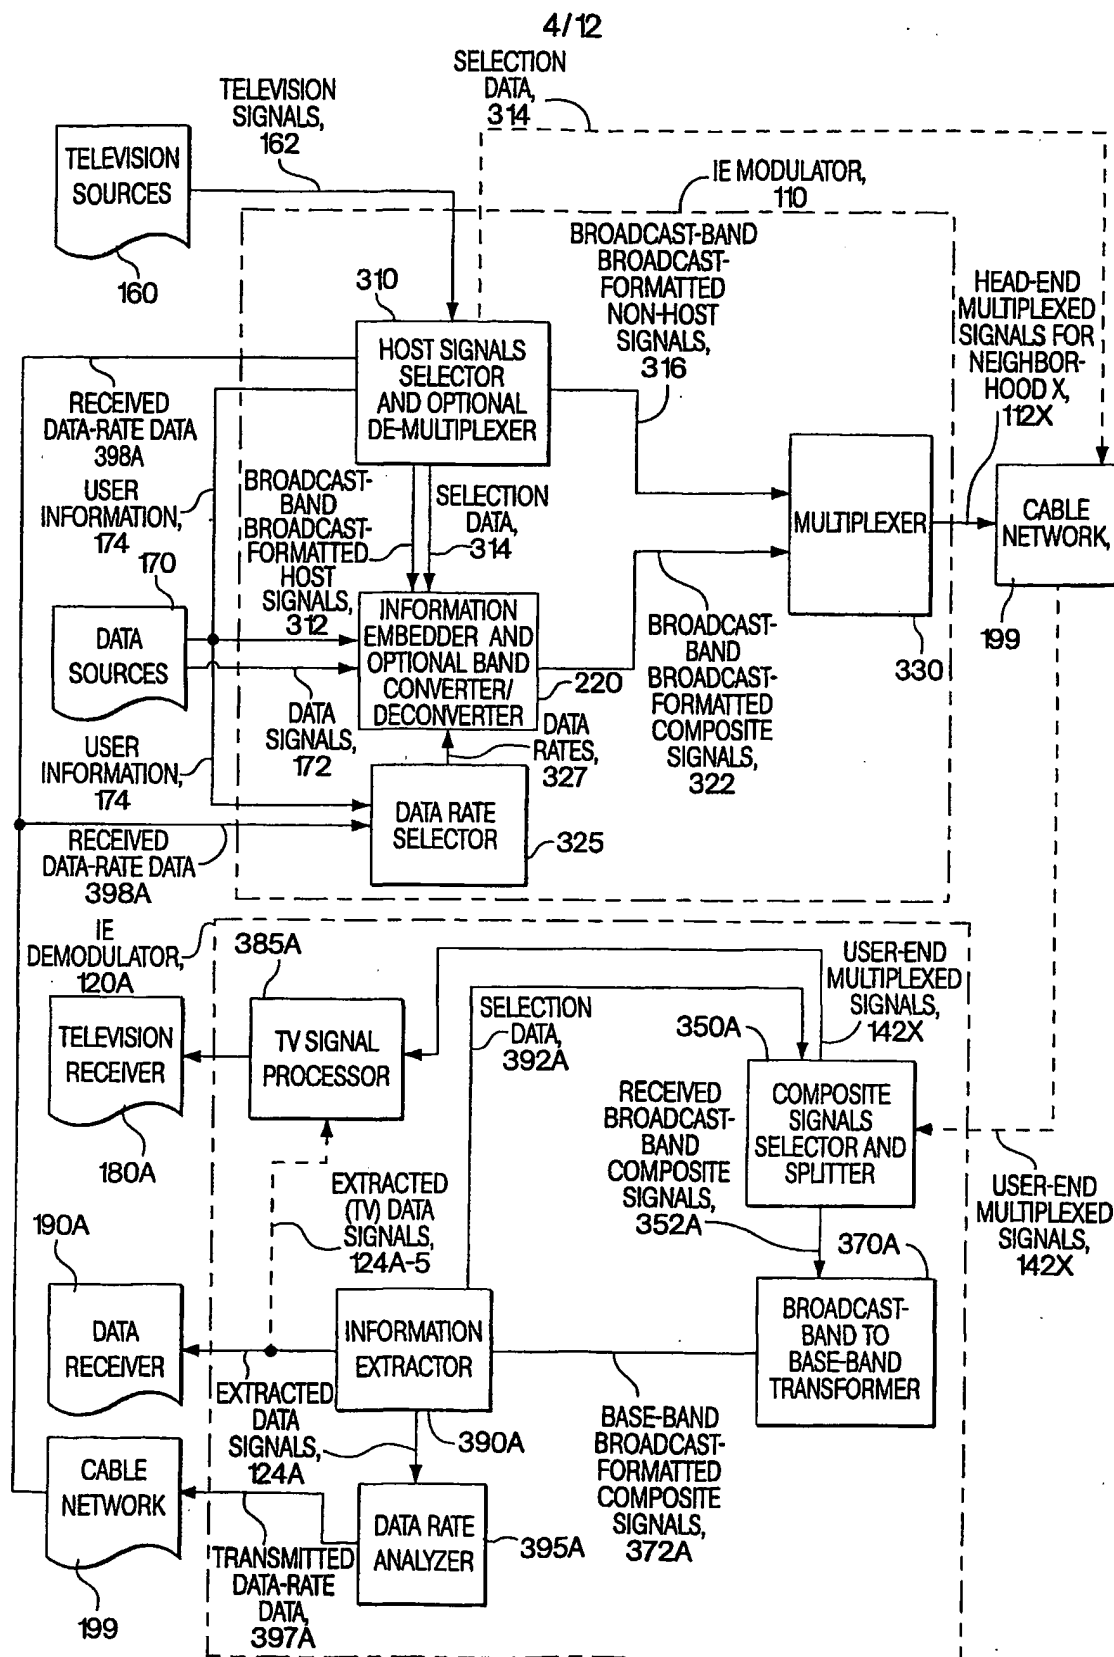 4/12
SELECTION
DATA,
314
TELEVISION
SIGNALS,
162
TELEVISION
SOURCES
160
IE MODULATOR,
110
BROADCAST-BAND
BROADCAST-
FORMATTED
NON-HOST
SIGNALS,
316
HEAD-END
MULTIPLEXED
SIGNALS FOR
NEIGHBOR-
HOOD X,
112X
310
HOST SIGNALS
SELECTOR
AND OPTIONAL
DE-MULTIPLEXER
RECEIVED
DATA-RATE DATA
398A
USER
INFORMATION,
174
BROADCAST-
BAND
BROADCAST-
FORMATTED
HOST
SIGNALS,
312
SELECTION
DATA,
314
MULTIPLEXER
330
CABLE
NETWORK,
199
170
DATA
SOURCES
INFORMATION
EMBEDDER AND
OPTIONAL BAND
CONVERTER/
DECONVERTER
220
BROADCAST-
BAND
BROADCAST-
FORMATTED
COMPOSITE
SIGNALS,
322
DATA
SIGNALS,
172
DATA
RATES,
327
USER
INFORMATION,
174
DATA RATE
SELECTOR
325
RECEIVED
DATA-RATE DATA
398A
IE
DEMODULATOR,
120A
385A
TV SIGNAL
PROCESSOR
SELECTION
DATA,
392A
USER-END
MULTIPLEXED
SIGNALS,
142X
350A
COMPOSITE
SIGNALS
SELECTOR AND
SPLITTER
TELEVISION
RECEIVER
180A
RECEIVED
BROADCAST-
BAND
COMPOSITE
SIGNALS,
352A
USER-END
MULTIPLEXED
SIGNALS,
142X
EXTRACTED
(TV) DATA
SIGNALS,
124A-5
190A
DATA
RECEIVER
INFORMATION
EXTRACTOR
390A
370A
BROADCAST-
BAND TO
BASE-BAND
TRANSFORMER
EXTRACTED
DATA
SIGNALS,
124A
BASE-BAND
BROADCAST-
FORMATTED
COMPOSITE
SIGNALS,
372A
CABLE
NETWORK
199
DATA RATE
ANALYZER
395A
TRANSMITTED
DATA-RATE
DATA,
397A